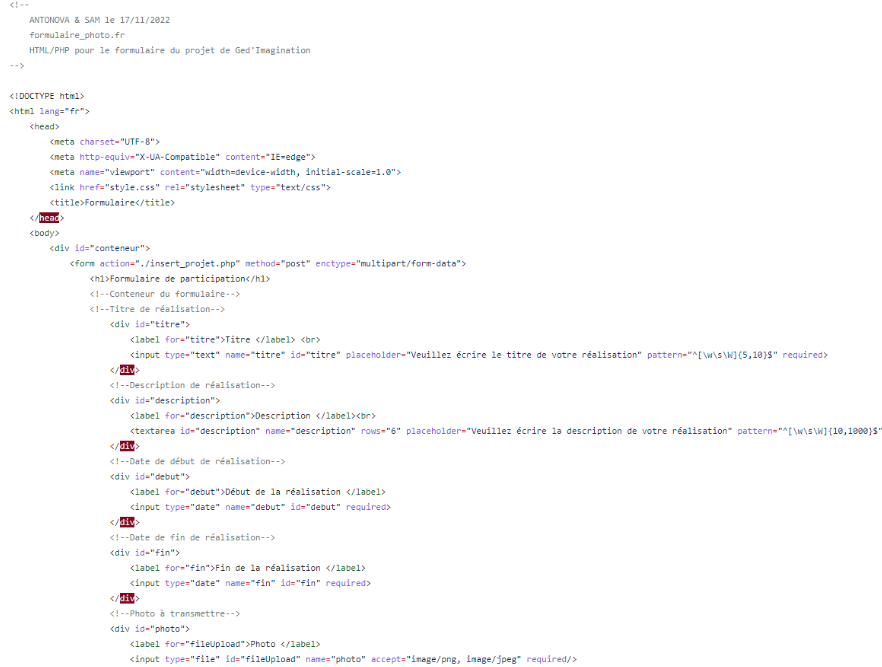 <!--
ANTONOVA & SAM le 17/11/2022
formulaire_photo.fr
HTML/PHP pour le formulaire du projet de Ged'Imagination
-->
<!DOCTYPE html>
<html lang="fr">
<head>
<meta charset="UTF-8">
<meta http-equiv="X-UA-Compatible" content="IE=edge">
<meta name="viewport" content="width=device-width, initial-scale=1.0">
<link href="style.css" rel="stylesheet" type="text/css">
<title>Formulaire</title>
</head>
<body>
<div id="conteneur">
<form action="./insert_projet.php" method="post" enctype="multipart/form-data">
<h1>Formulaire de participation</h1>
<!--Conteneur du formulaire-->
<!--Titre de réalisation-->
<div id="titre">
<label for="titre">Titre </label> <br>
<input type="text" name="titre" id="titre" placeholder="Veuillez écrire le titre de votre réalisation" pattern="^[\w\s\W]{5,10}$" required>
</div>
<!--Description de réalisation-->
<div id="description">
<label for="description">Description </label><br>
<textarea id="description" name="description" rows="6" placeholder="Veuillez écrire la description de votre réalisation" pattern="^[\w\s\W]{10,1000}$"
</div>
<!--Date de début de réalisation-->
<div id="debut">
<label for="debut">Début de la réalisation </label>
<input type="date" name="debut" id="debut" required>
</div>
<!--Date de fin de réalisation-->
<div id="fin">
<label for="fin">Fin de la réalisation </label>
<input type="date" name="fin" id="fin" required>
</div>
<!--Photo à transmettre-->
<div id="photo">
<label for="fileUpload">Photo </label>
<input type="file" id="fileUpload" name="photo" accept="image/png, image/jpeg" required/>